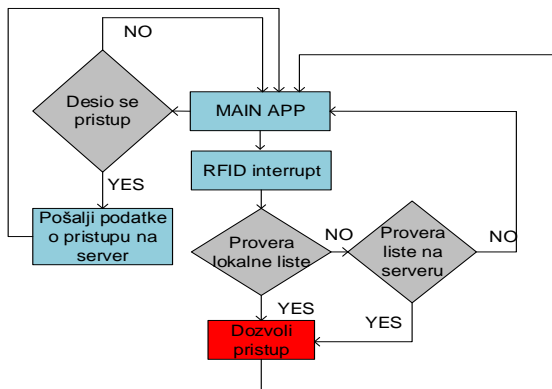 NO
Desio se
pristup
MAIN APP
YES
RFID interrupt
Pošalji podatke
o pristupu na
server
Provera
lokalne liste
NO
Provera
liste na
serveru
NO
YES
YES
Dozvoli
pristup